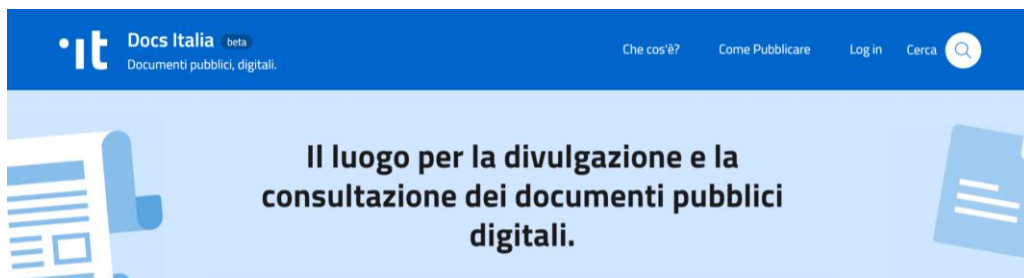 Docs Italia beta
Documenti pubblici, digitali.
Che cos'è? Come Pubblicare Log in Cerca
Il luogo per la divulgazione e la
consultazione dei documenti pubblici
digitali.